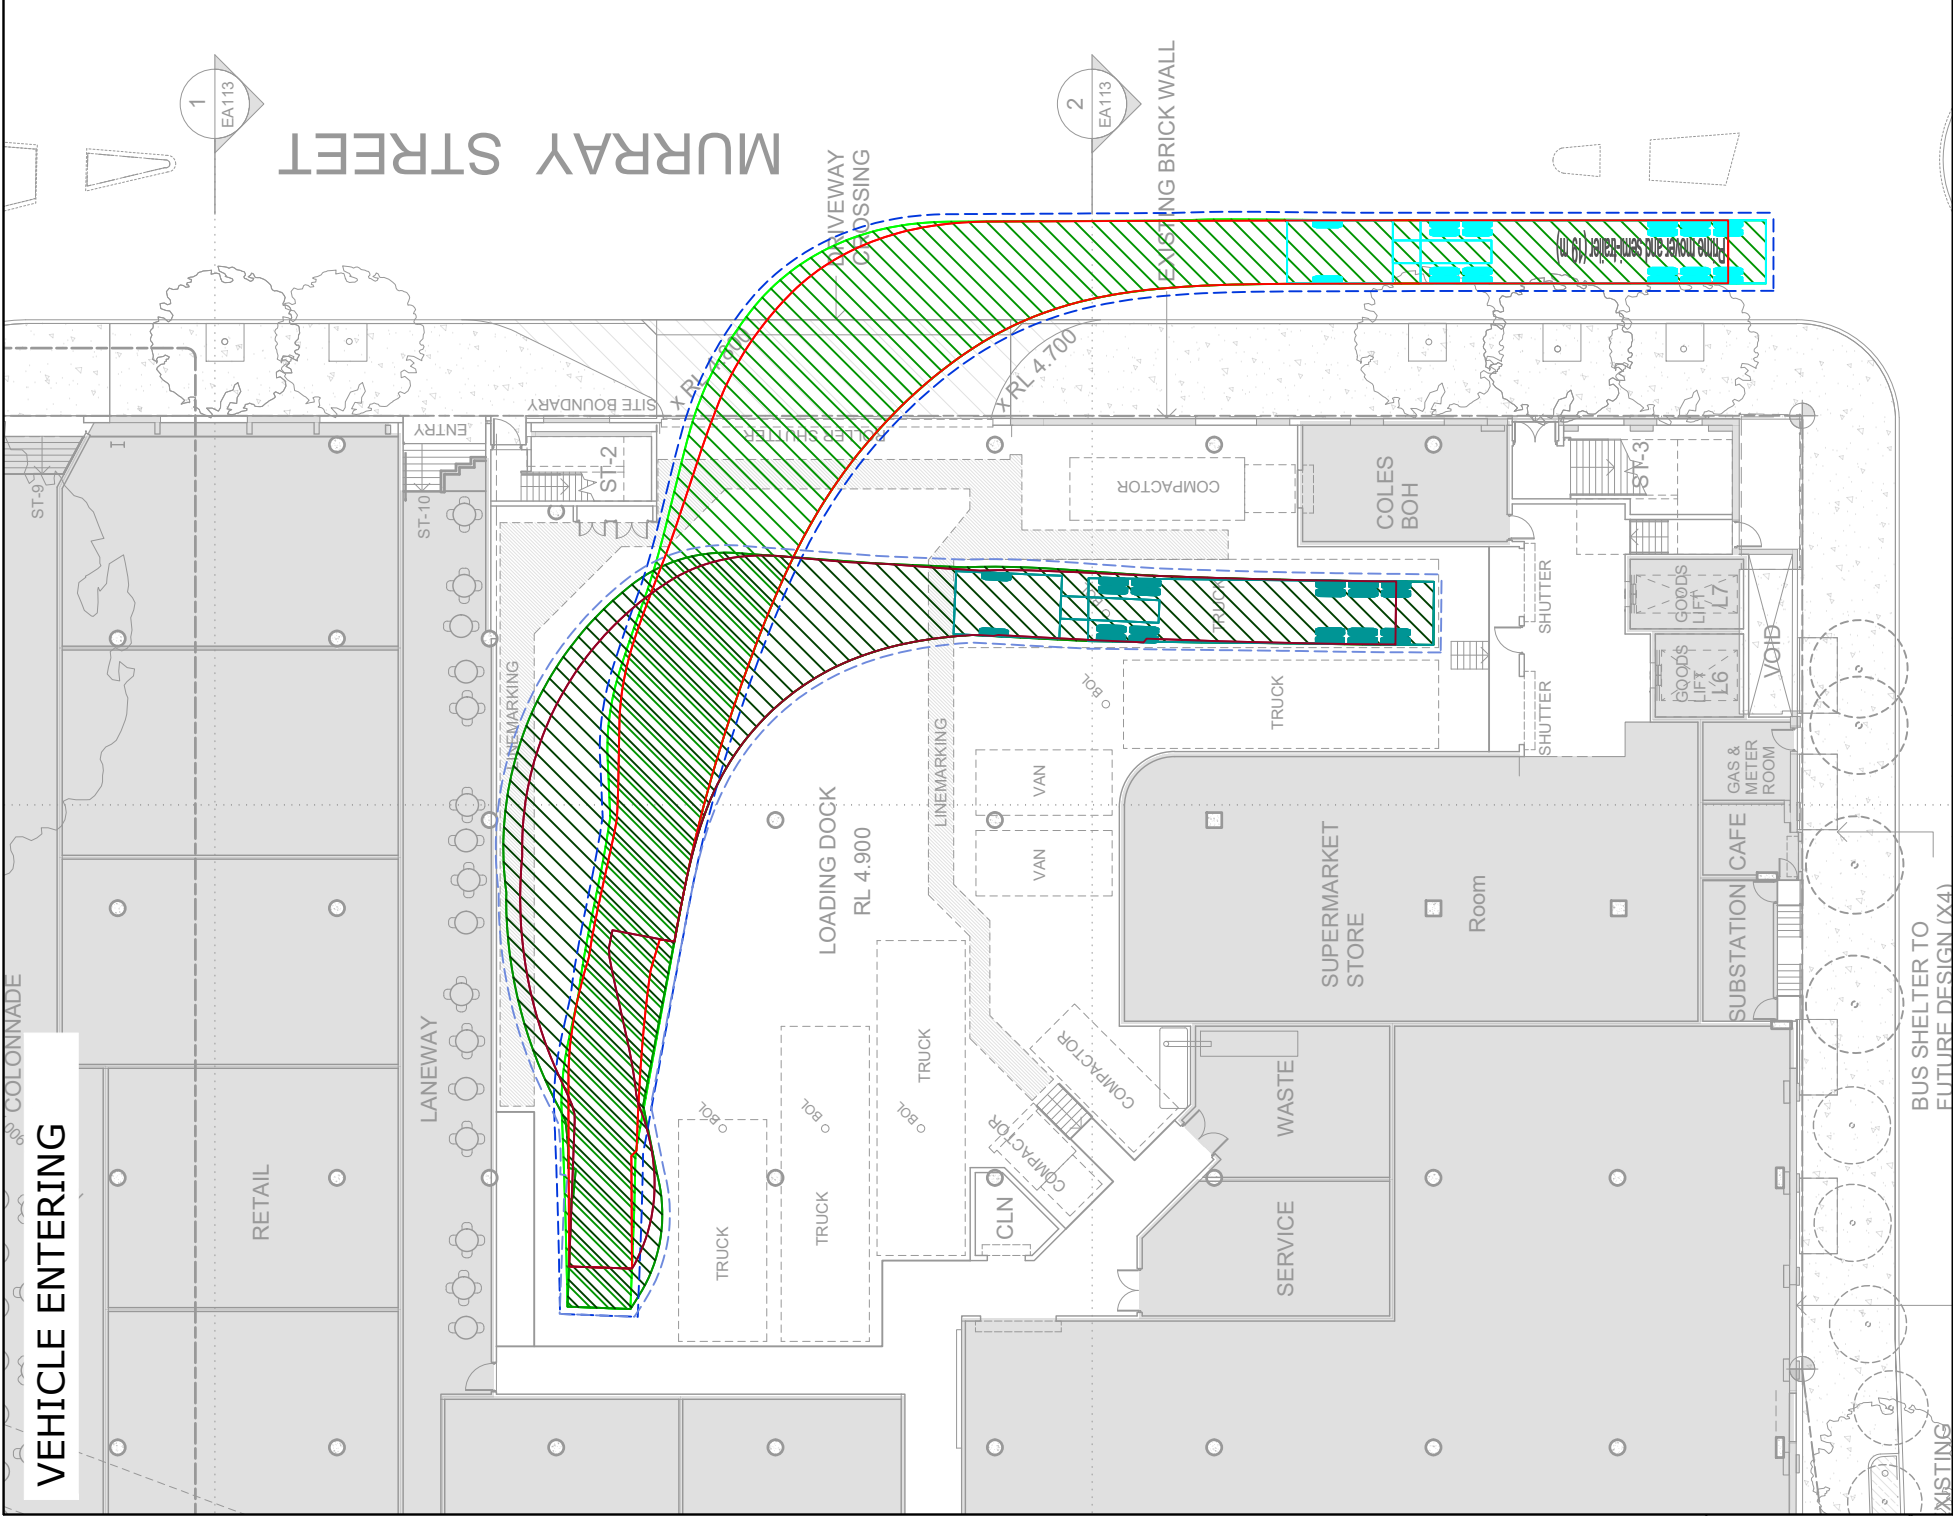 VEHICLE ENTERING
MURRAY STREET
1
EA113
2
EA113
DRIVEWAY
CROSSING
EXISTING BRICK WALL
Prime mover and semi-trailer (19 m)
x RL 4.700
SITE BOUNDARY
ROLLER SHUTTER
ENTRY
ST-9
ST-10
ST-2
COMPACTOR
COLES
BOH
ST-3
LINEMARKING
TRUCK
SHUTTER
GOODS
LIFT
L7
GOODS
LIFT
L6
VOID
BOL
TRUCK
SHUTTER
GAS &
METER
ROOM
VAN
VAN
LINEMARKING
LOADING DOCK
RL 4.900
SUPERMARKET
STORE
Room
CAFE
SUBSTATION
COLONNADE
LANEWAY
RETAIL
TRUCK
BOL
TRUCK
BOL
TRUCK
BOL
COMPACTOR
COMPACTOR
CLN
WASTE
SERVICE
BUS SHELTER TO
FUTURE DESIGN (X4)